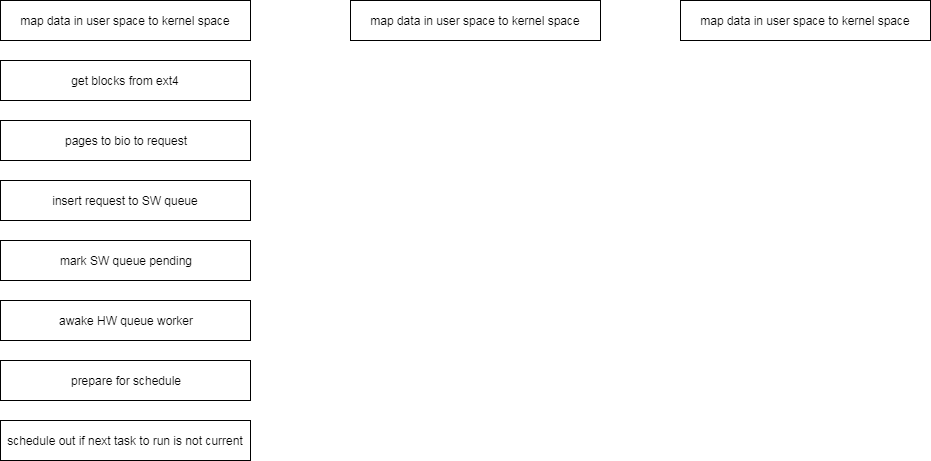 map data in user space to kernel space
map data in user space to kernel space
map data in user space to kernel space
get blocks from ext4
pages to bio to request
insert request to SW queue
mark SW queue pending
awake HW queue worker
prepare for schedule
schedule out if next task to run is not current